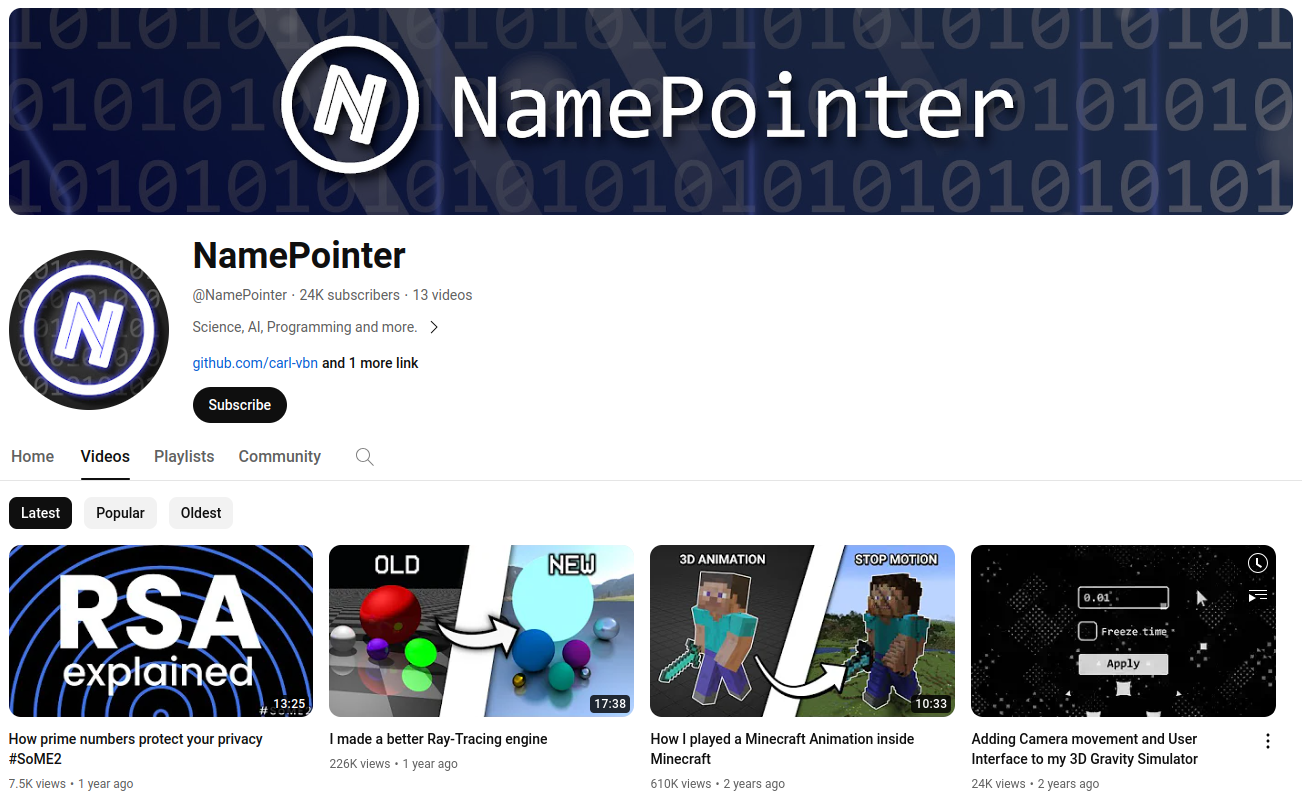 NamePointer
NamePointer
@NamePointer · 24K subscribers · 13 videos
Science, AI, Programming and more.
github.com/carl-vbn and 1 more link
Subscribe
Home Videos Playlists Community
Latest Popular Oldest
RSA
explained
13:25
OLD NEW
17:38
3D ANIMATION STOP MOTION
10:33
0.01
Freeze time
Apply
How prime numbers protect your privacy
#SoME2
7.5K views • 1 year ago
I made a better Ray-Tracing engine
226K views • 1 year ago
How I played a Minecraft Animation inside
Minecraft
610K views • 2 years ago
Adding Camera movement and User
Interface to my 3D Gravity Simulator
24K views • 2 years ago